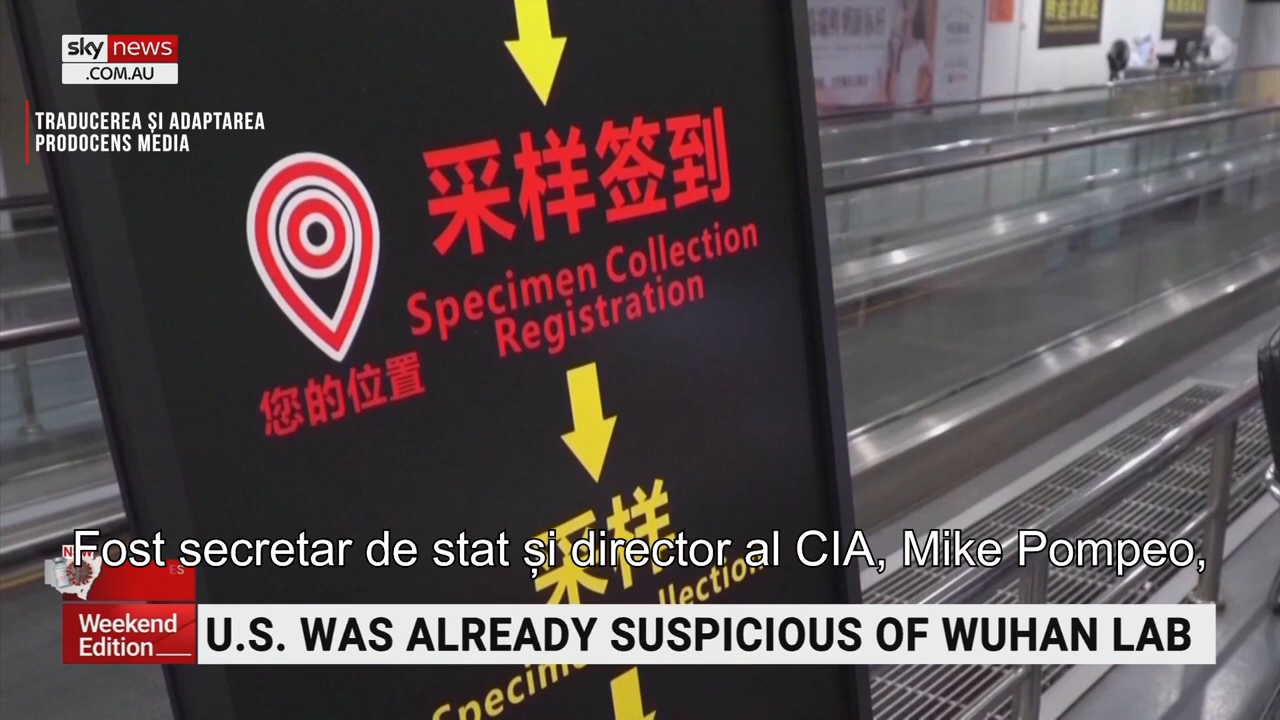 sky news
.COM.AU
TRADUCEREA ȘI ADAPTAREA
PRODOCENS MEDIA
采样签到
Specimen Collection
Registration
您的位置
采样
Fost secretar de stat și director al CIA, Mike Pompeo,
Weekend
Edition
U.S. WAS ALREADY SUSPICIOUS OF WUHAN LAB